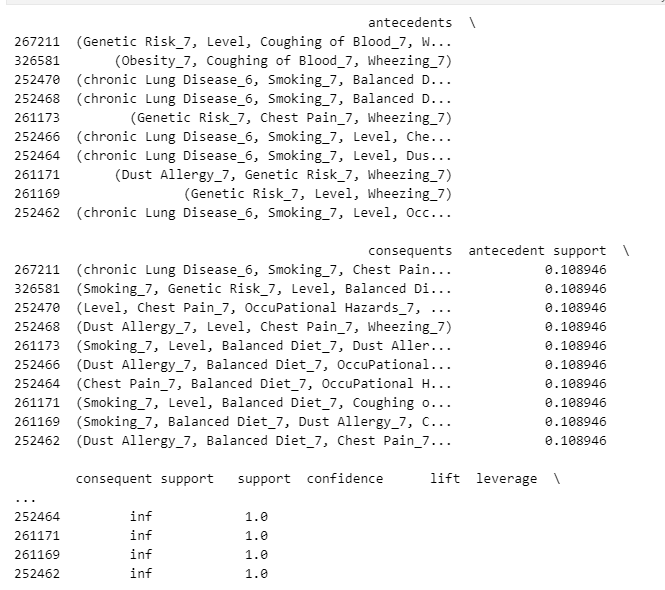 antecedents \
267211 (Genetic Risk_7, Level, Coughing of Blood_7, W...
326581 (Obesity_7, Coughing of Blood_7, Wheezing_7)
252470 (chronic Lung Disease_6, Smoking_7, Balanced D...
252468 (chronic Lung Disease_6, Smoking_7, Balanced D...
261173 (Genetic Risk_7, Chest Pain_7, Wheezing_7)
252466 (chronic Lung Disease_6, Smoking_7, Level, Che...
252464 (chronic Lung Disease_6, Smoking_7, Level, Dus...
261171 (Dust Allergy_7, Genetic Risk_7, Wheezing_7)
261169 (Genetic Risk_7, Level, Wheezing_7)
252462 (chronic Lung Disease_6, Smoking_7, Level, Occ...
consequents antecedent support \
267211 (chronic Lung Disease_6, Smoking_7, Chest Pain... 0.108946
326581 (Smoking_7, Genetic Risk_7, Level, Balanced Di... 0.108946
252470 (Level, Chest Pain_7, OccuPational Hazards_7, ... 0.108946
252468 (Dust Allergy_7, Level, Chest Pain_7, Wheezing_7) 0.108946
261173 (Smoking_7, Level, Balanced Diet_7, Dust Aller... 0.108946
252466 (Dust Allergy_7, Balanced Diet_7, OccuPational... 0.108946
252464 (Chest Pain_7, Balanced Diet_7, OccuPational H... 0.108946
261171 (Smoking_7, Level, Balanced Diet_7, Coughing o... 0.108946
261169 (Smoking_7, Balanced Diet_7, Dust Allergy_7, C... 0.108946
252462 (Dust Allergy_7, Balanced Diet_7, Chest Pain_7... 0.108946
consequent support support confidence lift leverage \
...
252464 inf 1.0
261171 inf 1.0
261169 inf 1.0
252462 inf 1.0